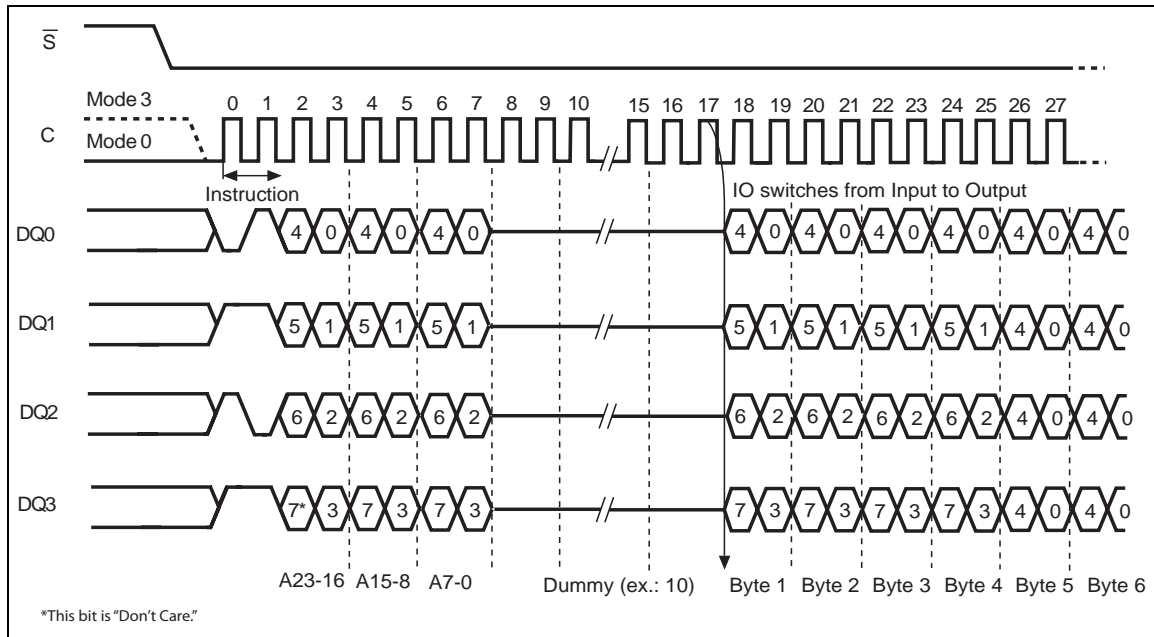 S
Mode 3
0 1 2 3 4 5 6 7 8 9 10 15 16 17 18 19 20 21 22 23 24 25 26 27
C
Mode 0
Instruction
IO switches from Input to Output
DQ0
4 0 4 0 4 0 4 0 4 0 4 0 4 0 4 0 4 0
DQ1
5 1 5 1 5 1 5 1 5 1 5 1 5 1 4 0 4 0
DQ2
6 2 6 2 6 2 6 2 6 2 6 2 6 2 4 0 4 0
DQ3
7* 3 7 3 7 3 7 3 7 3 7 3 7 3 4 0 4 0
A23-16 A15-8 A7-0 Dummy (ex.: 10) Byte 1 Byte 2 Byte 3 Byte 4 Byte 5 Byte 6
*This bit is “Don’t Care.”